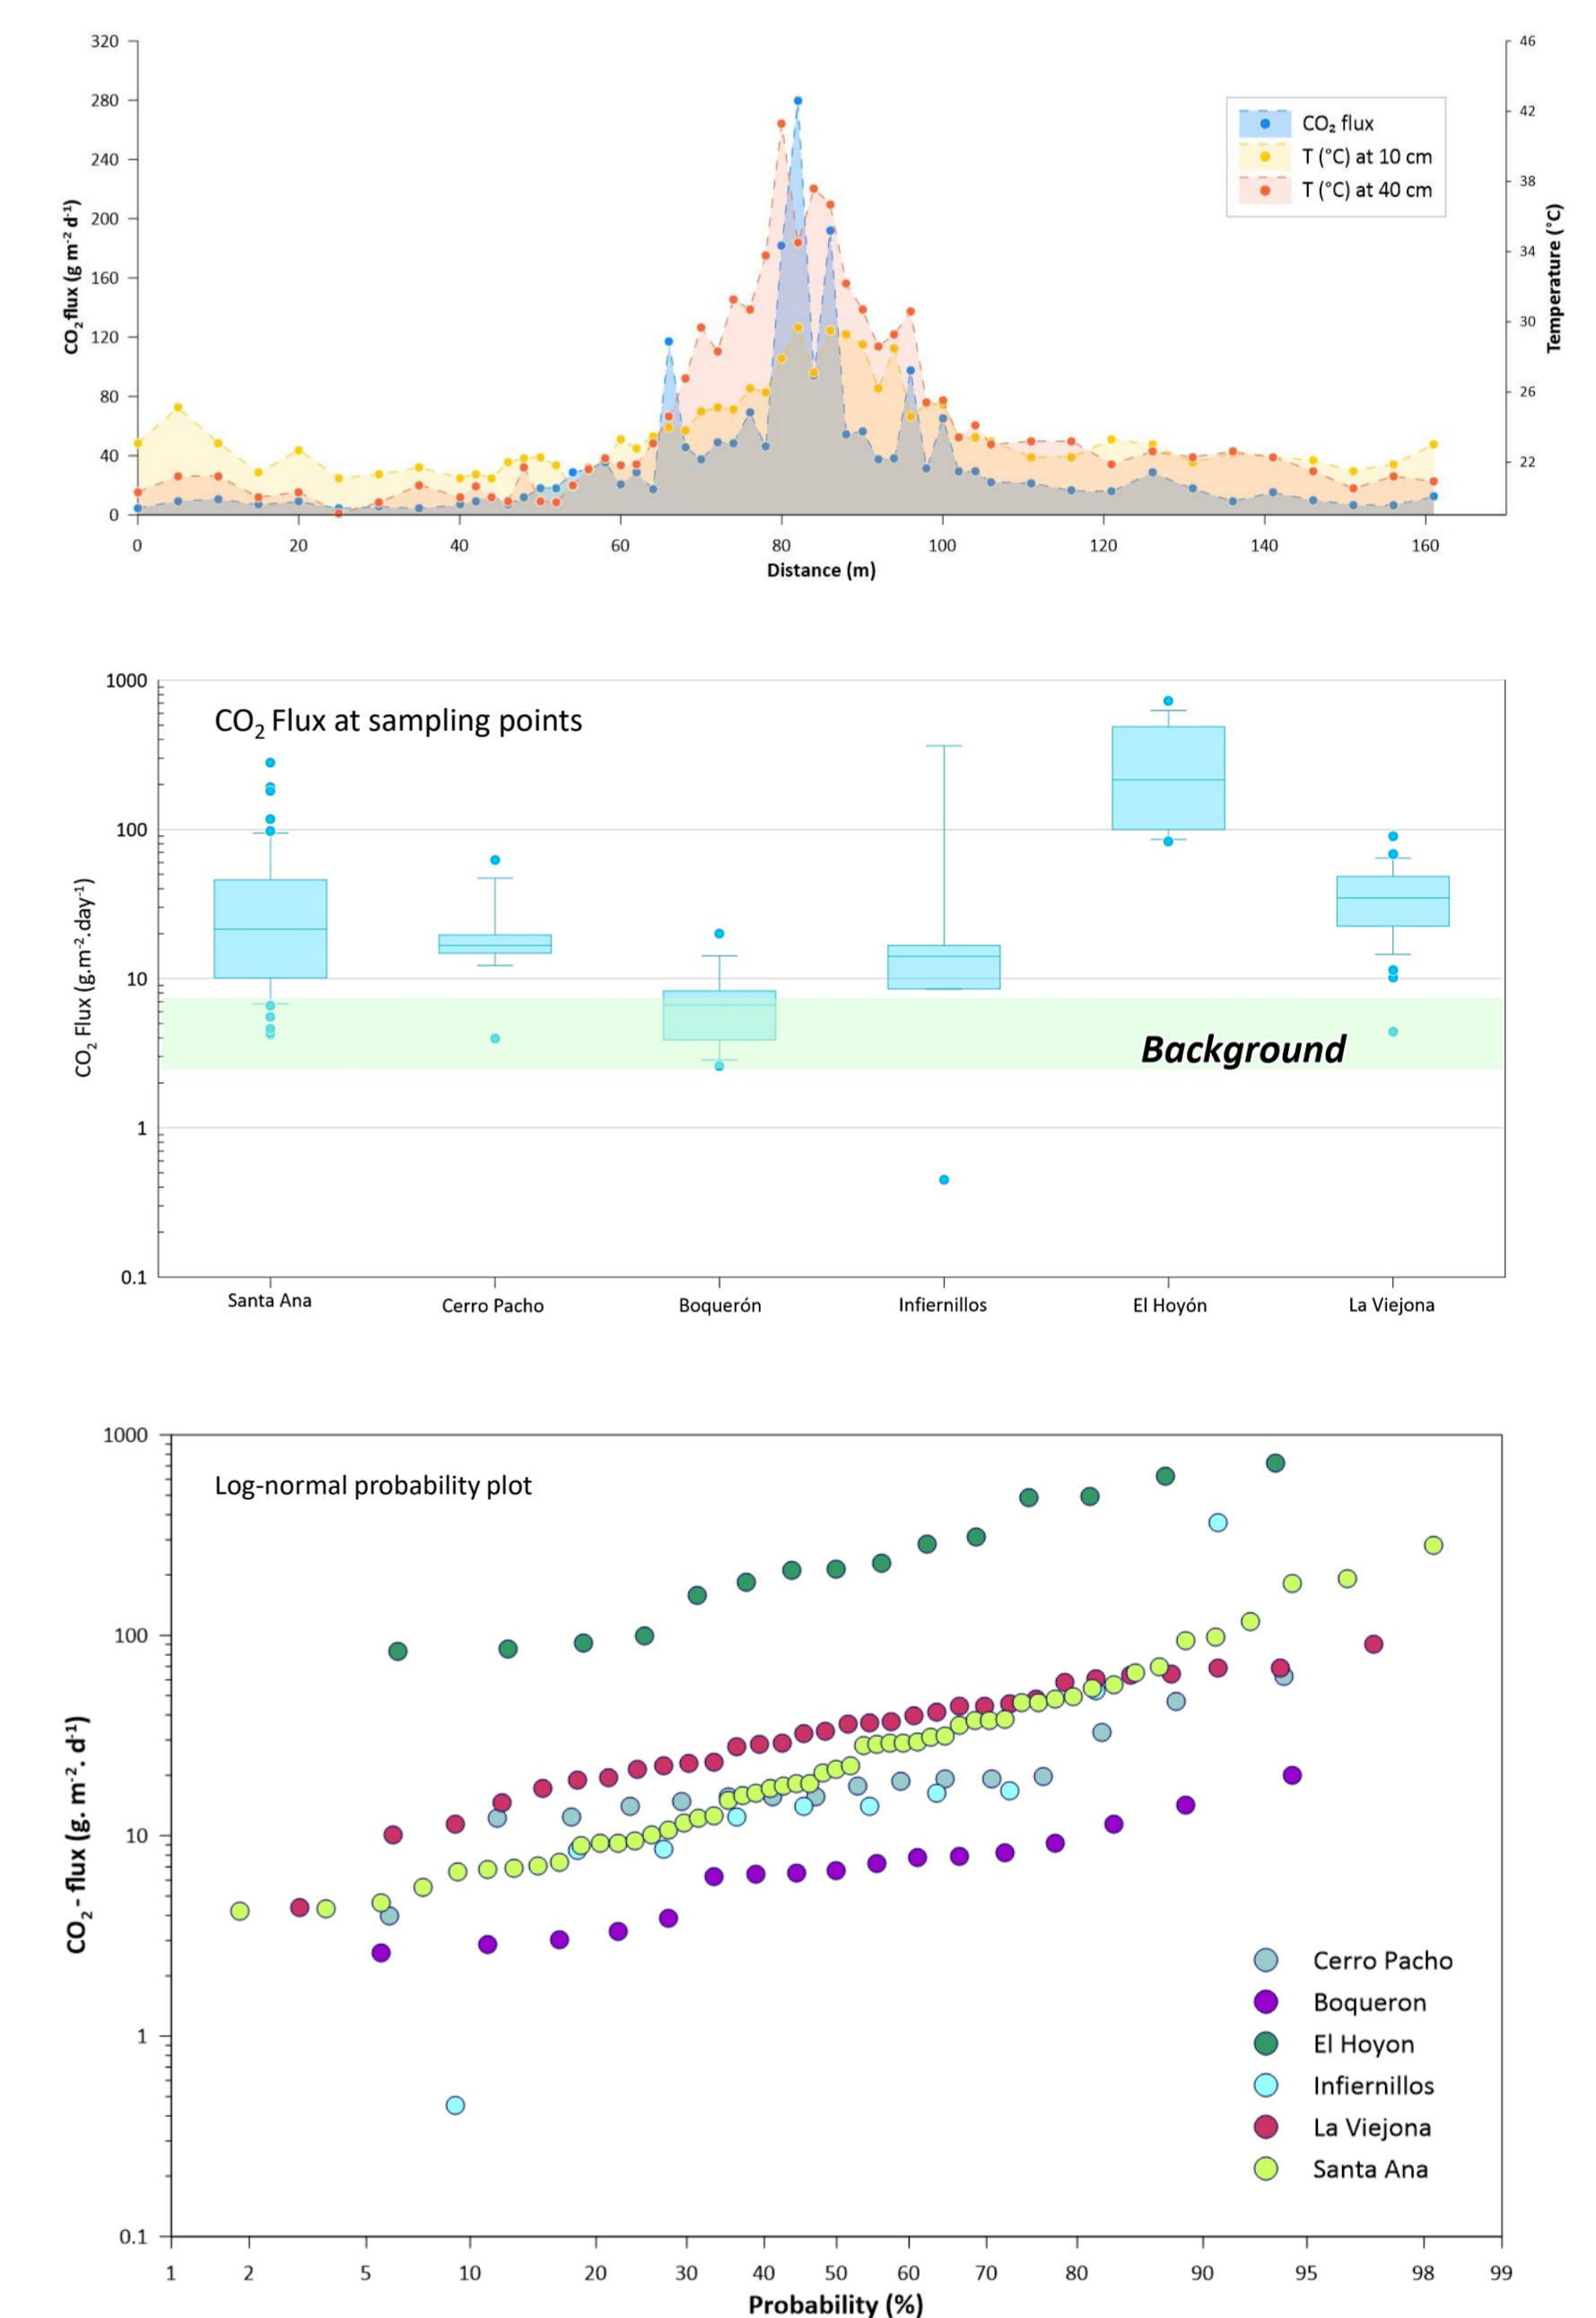 320
280
240
200
160
120
80
40
0
CO₂ flux (g m⁻² d⁻¹)
46
42
38
34
30
26
22
Temperature (°C)
CO₂ flux
T (°C) at 10 cm
T (°C) at 40 cm
0 20 40 60 80 100 120 140 160
Distance (m)
1000
100
10
1
0.1
CO₂ Flux (g.m⁻².day⁻¹)
CO₂ Flux at sampling points
Background
Santa Ana Cerro Pacho Boquerón Infiernillos El Hoyón La Viejona
1000
100
10
1
0.1
CO₂ - flux (g. m⁻². d⁻¹)
Log-normal probability plot
Cerro Pacho
Boqueron
El Hoyon
Infiernillos
La Viejona
Santa Ana
1 2 5 10 20 30 40 50 60 70 80 90 95 98 99
Probability (%)